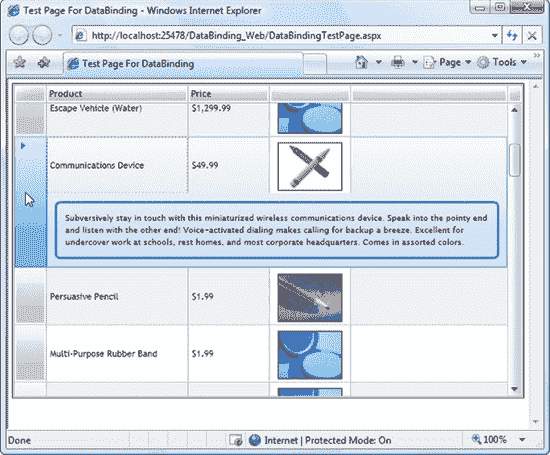 Test Page For DataBinding - Windows Internet Explorer
http://localhost:25478/DataBinding_Web/DataBindingTestPage.aspx
Test Page For DataBinding
Page
Tools
Product Price
Escape Vehicle (Water) $1,299.99
Communications Device $49.99
Subversively stay in touch with this miniaturized wireless communications device. Speak into the pointy end
and listen with the other end! Voice-activated dialing makes calling for backup a breeze. Excellent for
undercover work at schools, rest homes, and most corporate headquarters. Comes in assorted colors.
Persuasive Pencil $1.99
Multi-Purpose Rubber Band $1.99
Done Internet | Protected Mode: On 100%